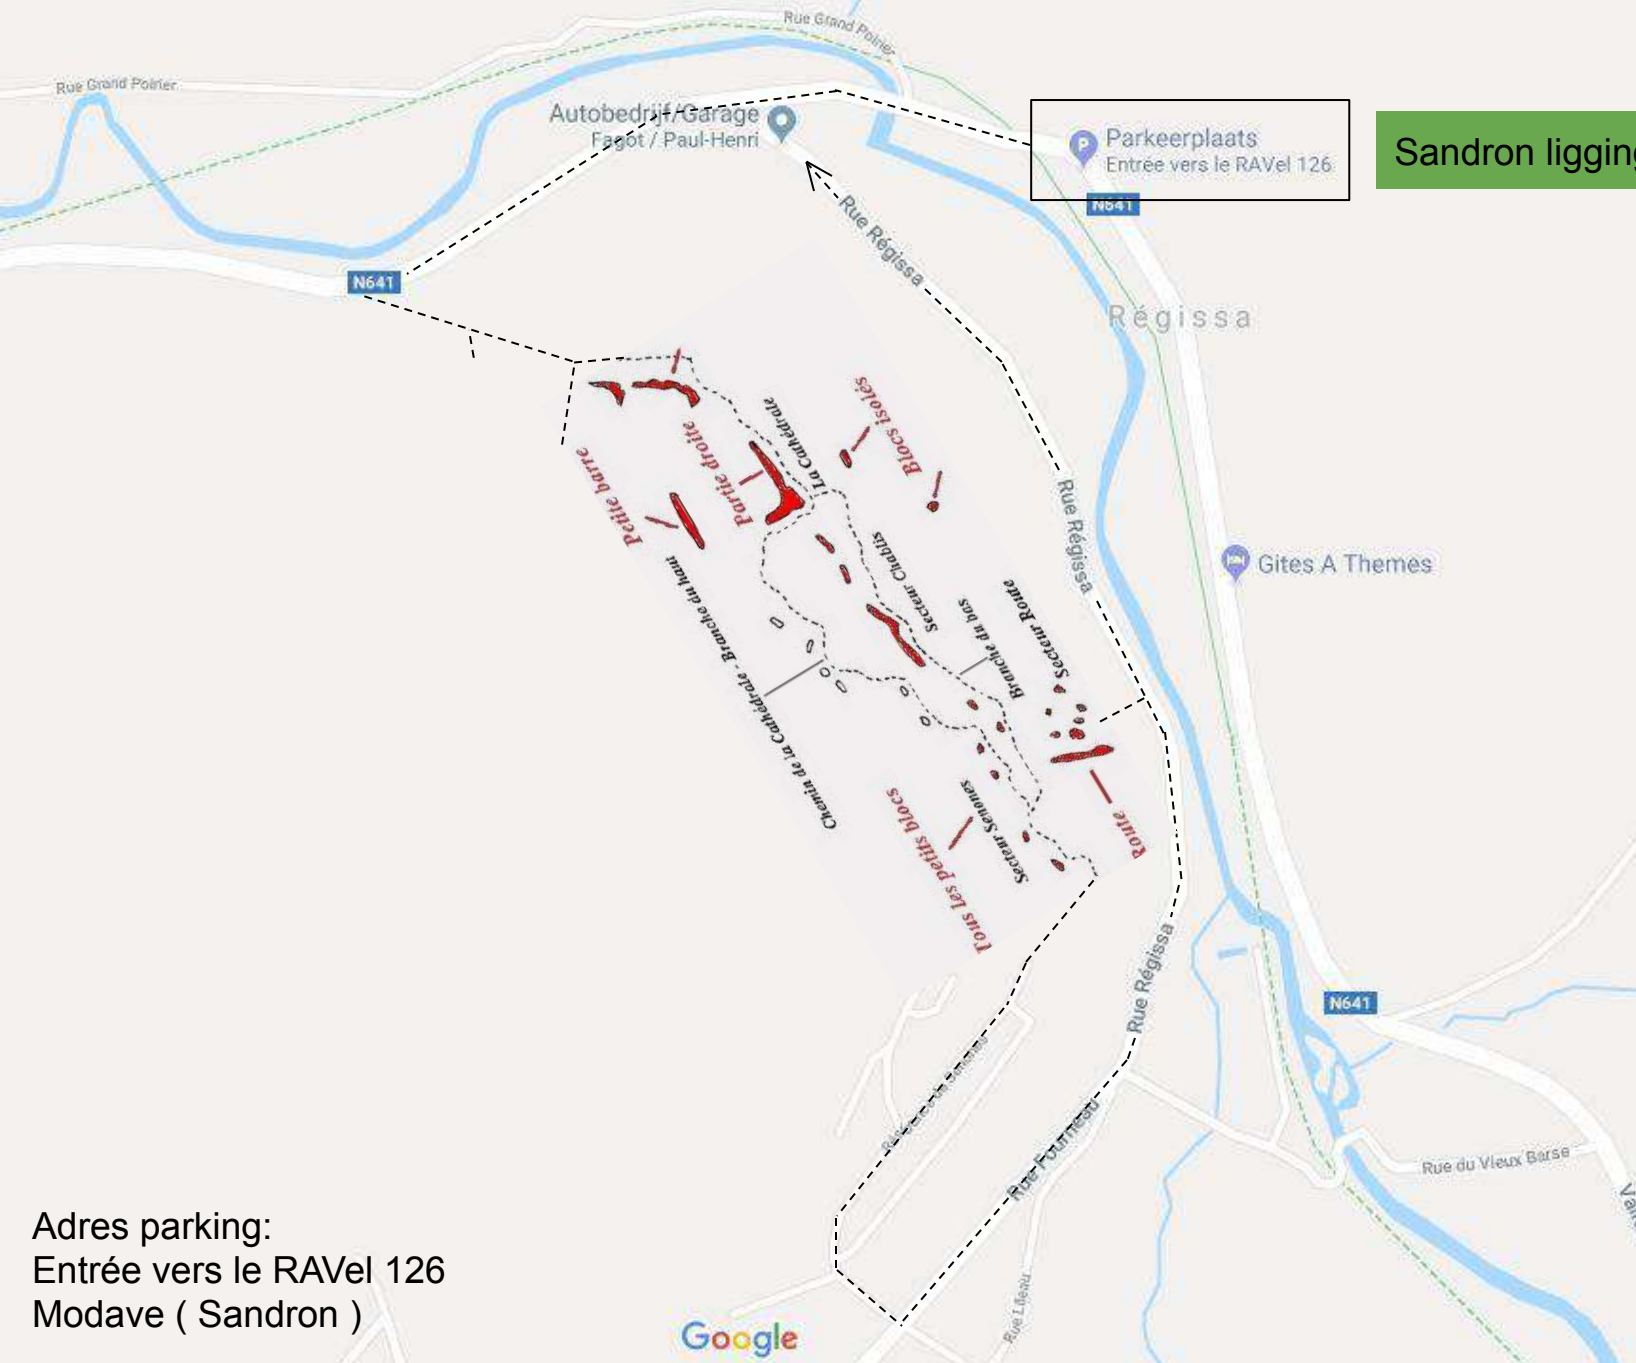 Rue Grand Poirier
Rue Grand Poirier
Autobedrijf/Garage
Fagot / Paul-Henri
Parkeerplaats
Entrée vers le RAVel 126
Sandron ligging
N641
Rue Régissa
N641
Régissa
La Cathédrale
Blocs isolés
Partie droite
Petite barre
Rue Régissa
Secteur Chablis
Gites A Themes
Secteur Route
Branche du bas
Chemin de la Cathédrale - Branche du haut
Secteur Senones
Tous les petits blocs
Route
Rue Régissa
N641
Rue Fourneau
Rue du Vieux Barse
Adres parking:
Entrée vers le RAVel 126
Modave ( Sandron )
Rue Lileau
Google